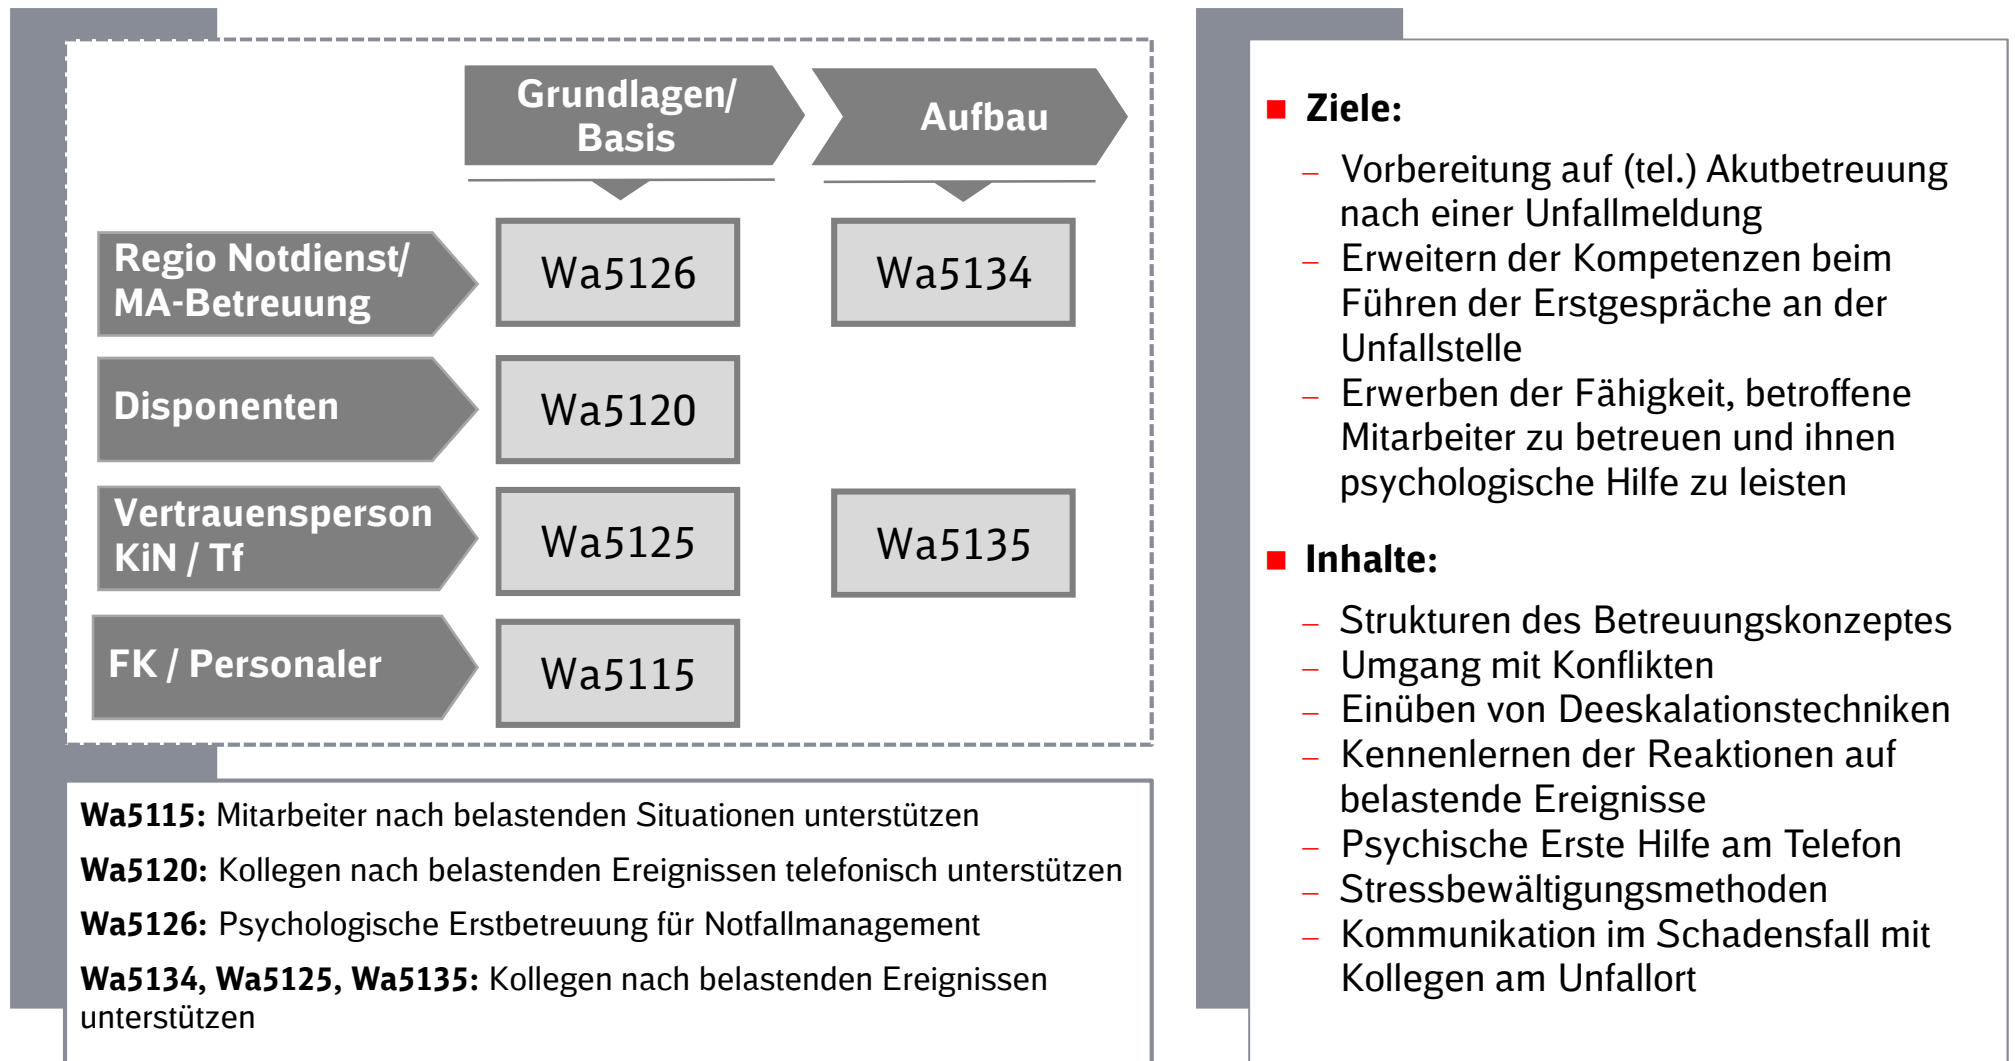 Grundlagen/
Basis
Aufbau
Regio Notdienst/
MA-Betreuung
Wa5126
Wa5134
Disponenten
Wa5120
Vertrauensperson
KiN / Tf
Wa5125
Wa5135
FK / Personaler
Wa5115
Wa5115: Mitarbeiter nach belastenden Situationen unterstützen
Wa5120: Kollegen nach belastenden Ereignissen telefonisch unterstützen
Wa5126: Psychologische Erstbetreuung für Notfallmanagement
Wa5134, Wa5125, Wa5135: Kollegen nach belastenden Ereignissen
unterstützen
■ Ziele:
– Vorbereitung auf (tel.) Akutbetreuung
nach einer Unfallmeldung
– Erweitern der Kompetenzen beim
Führen der Erstgespräche an der
Unfallstelle
– Erwerben der Fähigkeit, betroffene
Mitarbeiter zu betreuen und ihnen
psychologische Hilfe zu leisten
■ Inhalte:
– Strukturen des Betreuungskonzeptes
– Umgang mit Konflikten
– Einüben von Deeskalationstechniken
– Kennenlernen der Reaktionen auf
belastende Ereignisse
– Psychische Erste Hilfe am Telefon
– Stressbewältigungsmethoden
– Kommunikation im Schadensfall mit
Kollegen am Unfallort